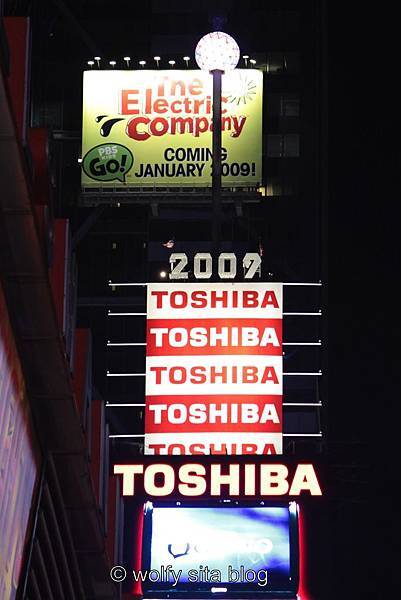 The
Electric
Company
COMING
JANUARY 2009!
PBS
KIDS
GO!
2009
TOSHIBA
TOSHIBA
TOSHIBA
TOSHIBA
TOSHIBA
TOSHIBA
© wolfy sita blog